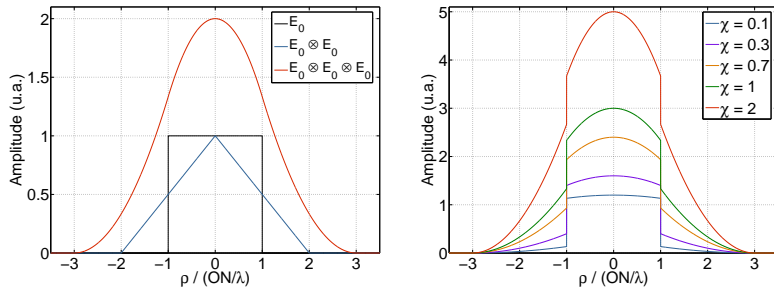 2
1.5
1
0.5
0
Amplitude (u.a.)
−3 −2 −1 0 1 2 3
ρ / (ON/λ)
E₀
E₀ ⊗ E₀
E₀ ⊗ E₀ ⊗ E₀
5
4
3
2
1
0
Amplitude (u.a.)
−3 −2 −1 0 1 2 3
ρ / (ON/λ)
χ = 0.1
χ = 0.3
χ = 0.7
χ = 1
χ = 2